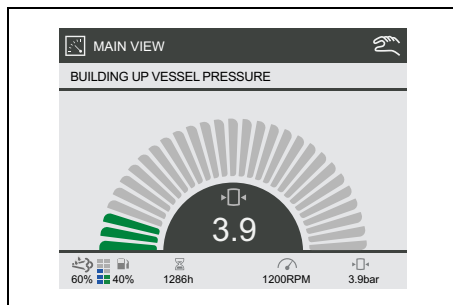 MAIN VIEW
BUILDING UP VESSEL PRESSURE
3.9
60% 40% 1286h 1200RPM 3.9bar